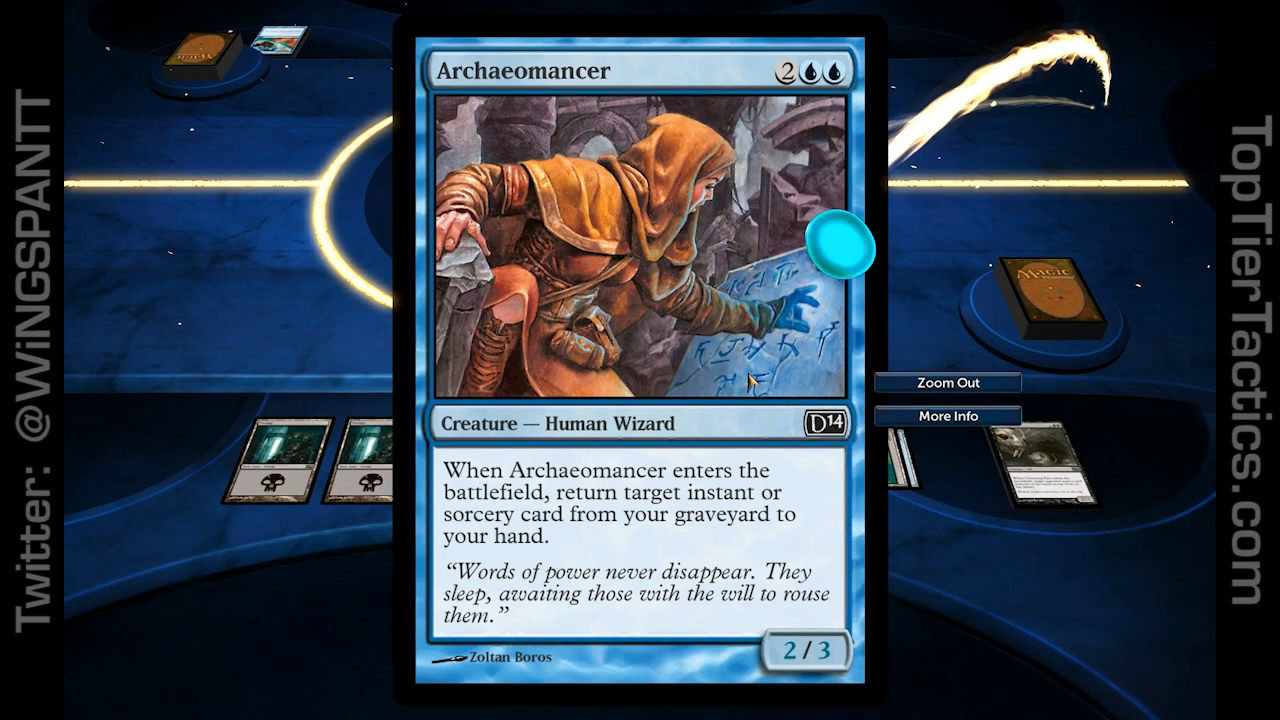 Twitter: @WiNGSPANTT
Archaeomancer
2
Creature — Human Wizard
D14
When Archaeomancer enters the
battlefield, return target instant or
sorcery card from your graveyard to
your hand.
“Words of power never disappear. They
sleep, awaiting those with the will to rouse
them.”
2/3
Zoltan Boros
MAGIC
Zoom Out
More Info
TopTierTactics.com